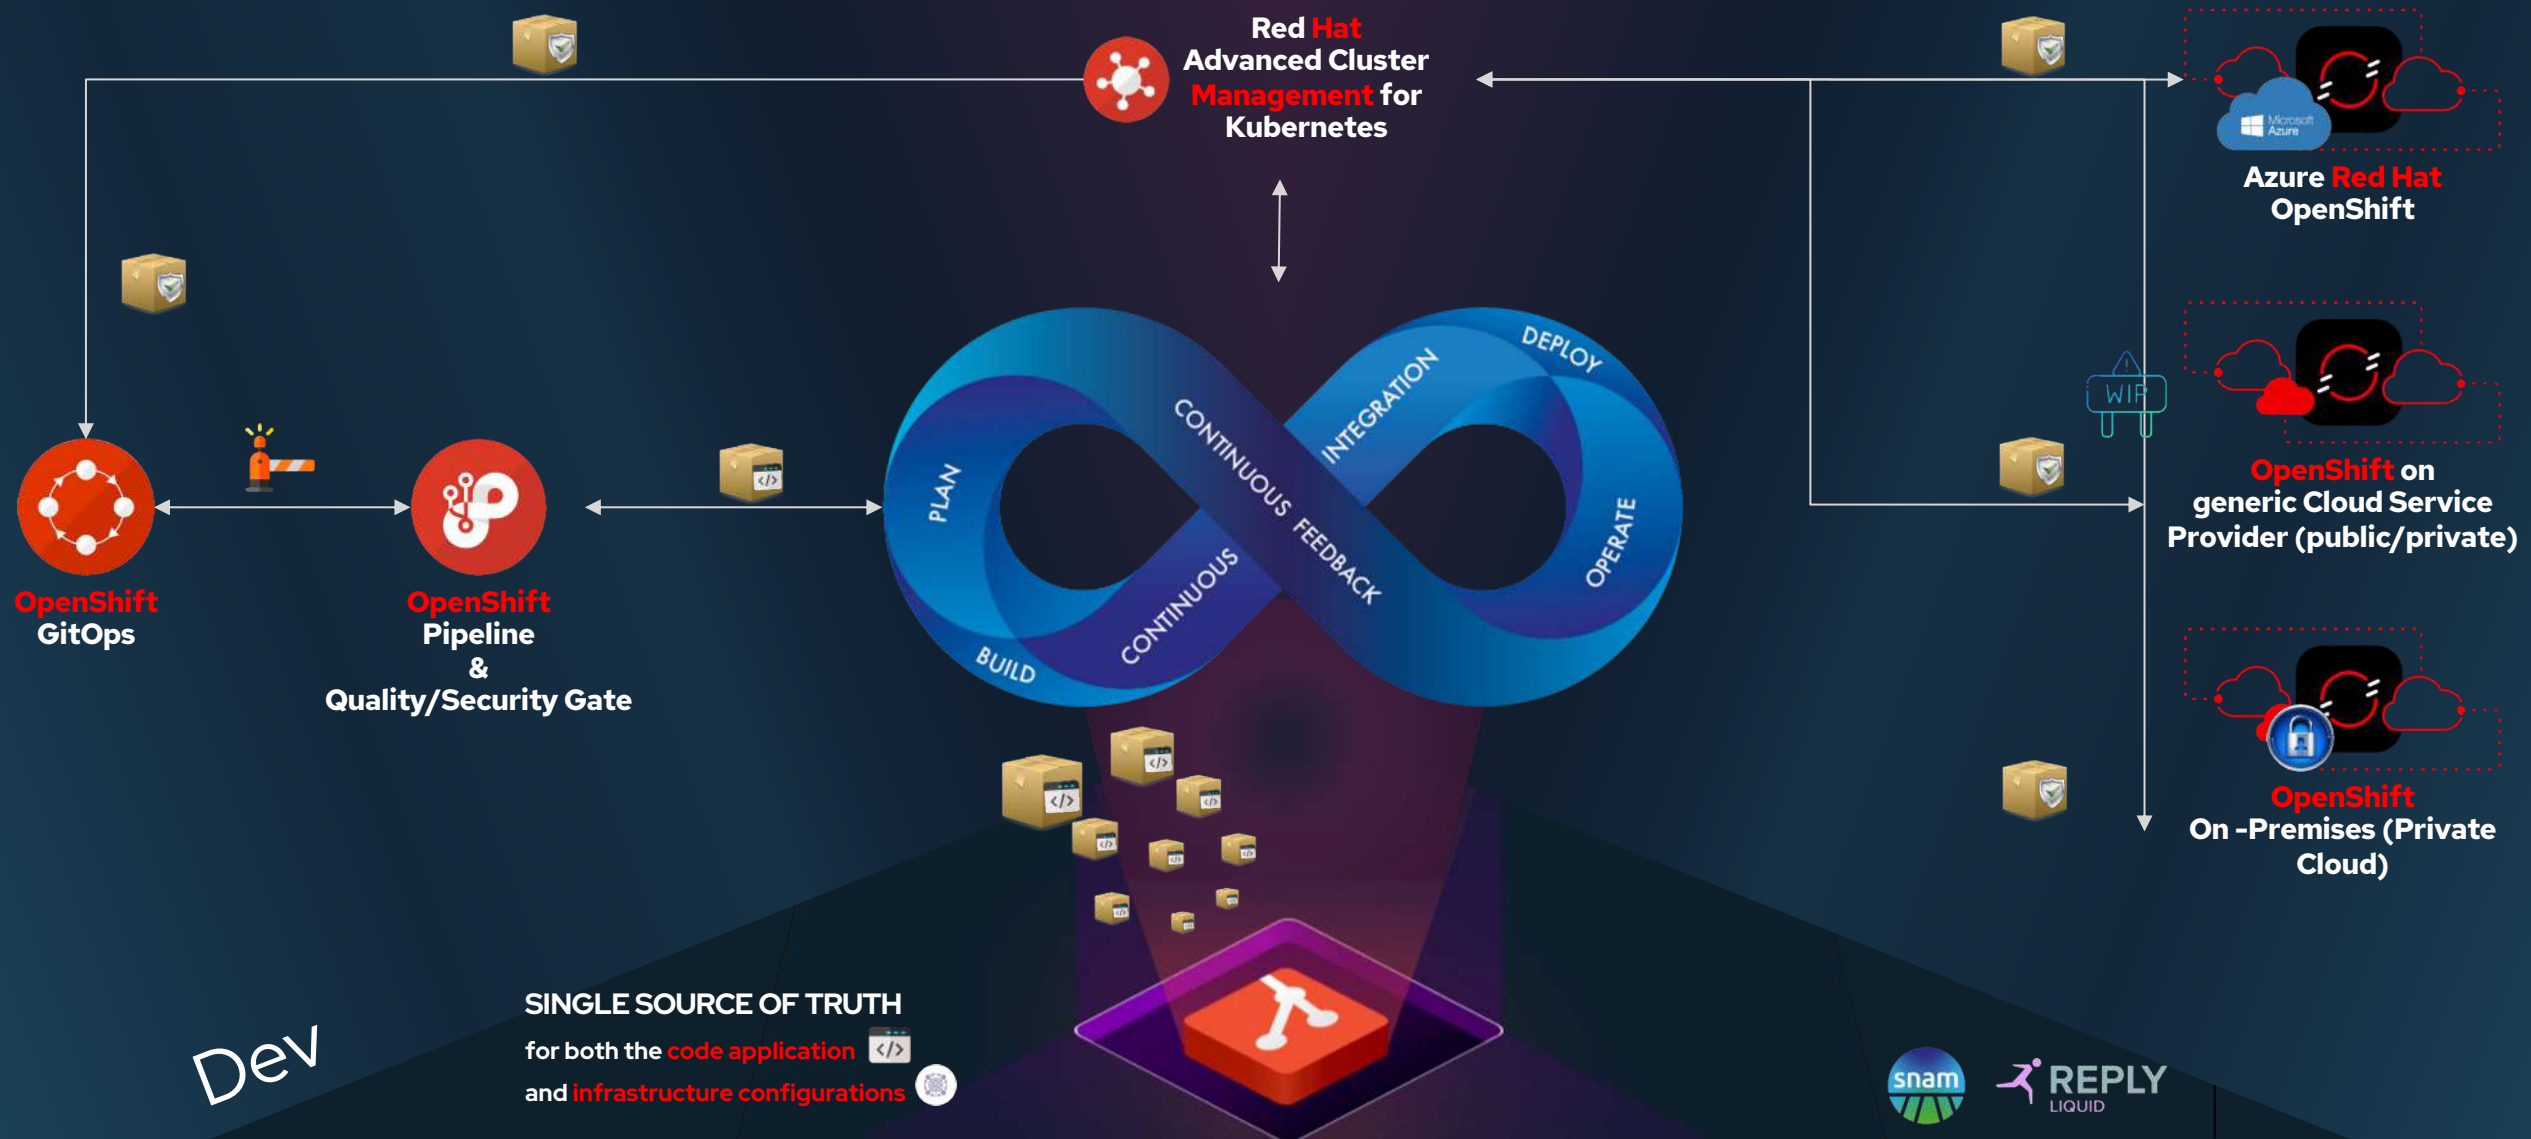 Red Hat
Advanced Cluster
Management for
Kubernetes
Microsoft
Azure
Azure Red Hat
OpenShift
WIP
OpenShift on
generic Cloud Service
Provider (public/private)
OpenShift
On -Premises (Private
Cloud)
OpenShift
GitOps
OpenShift
Pipeline
&
Quality/Security Gate
</>
PLAN
BUILD
CONTINUOUS
INTEGRATION
DEPLOY
OPERATE
CONTINUOUS FEEDBACK
</>
</>
</>
</>
</>
</>
</>
SINGLE SOURCE OF TRUTH
for both the code application </>
and infrastructure configurations
Dev
snam
REPLY
LIQUID